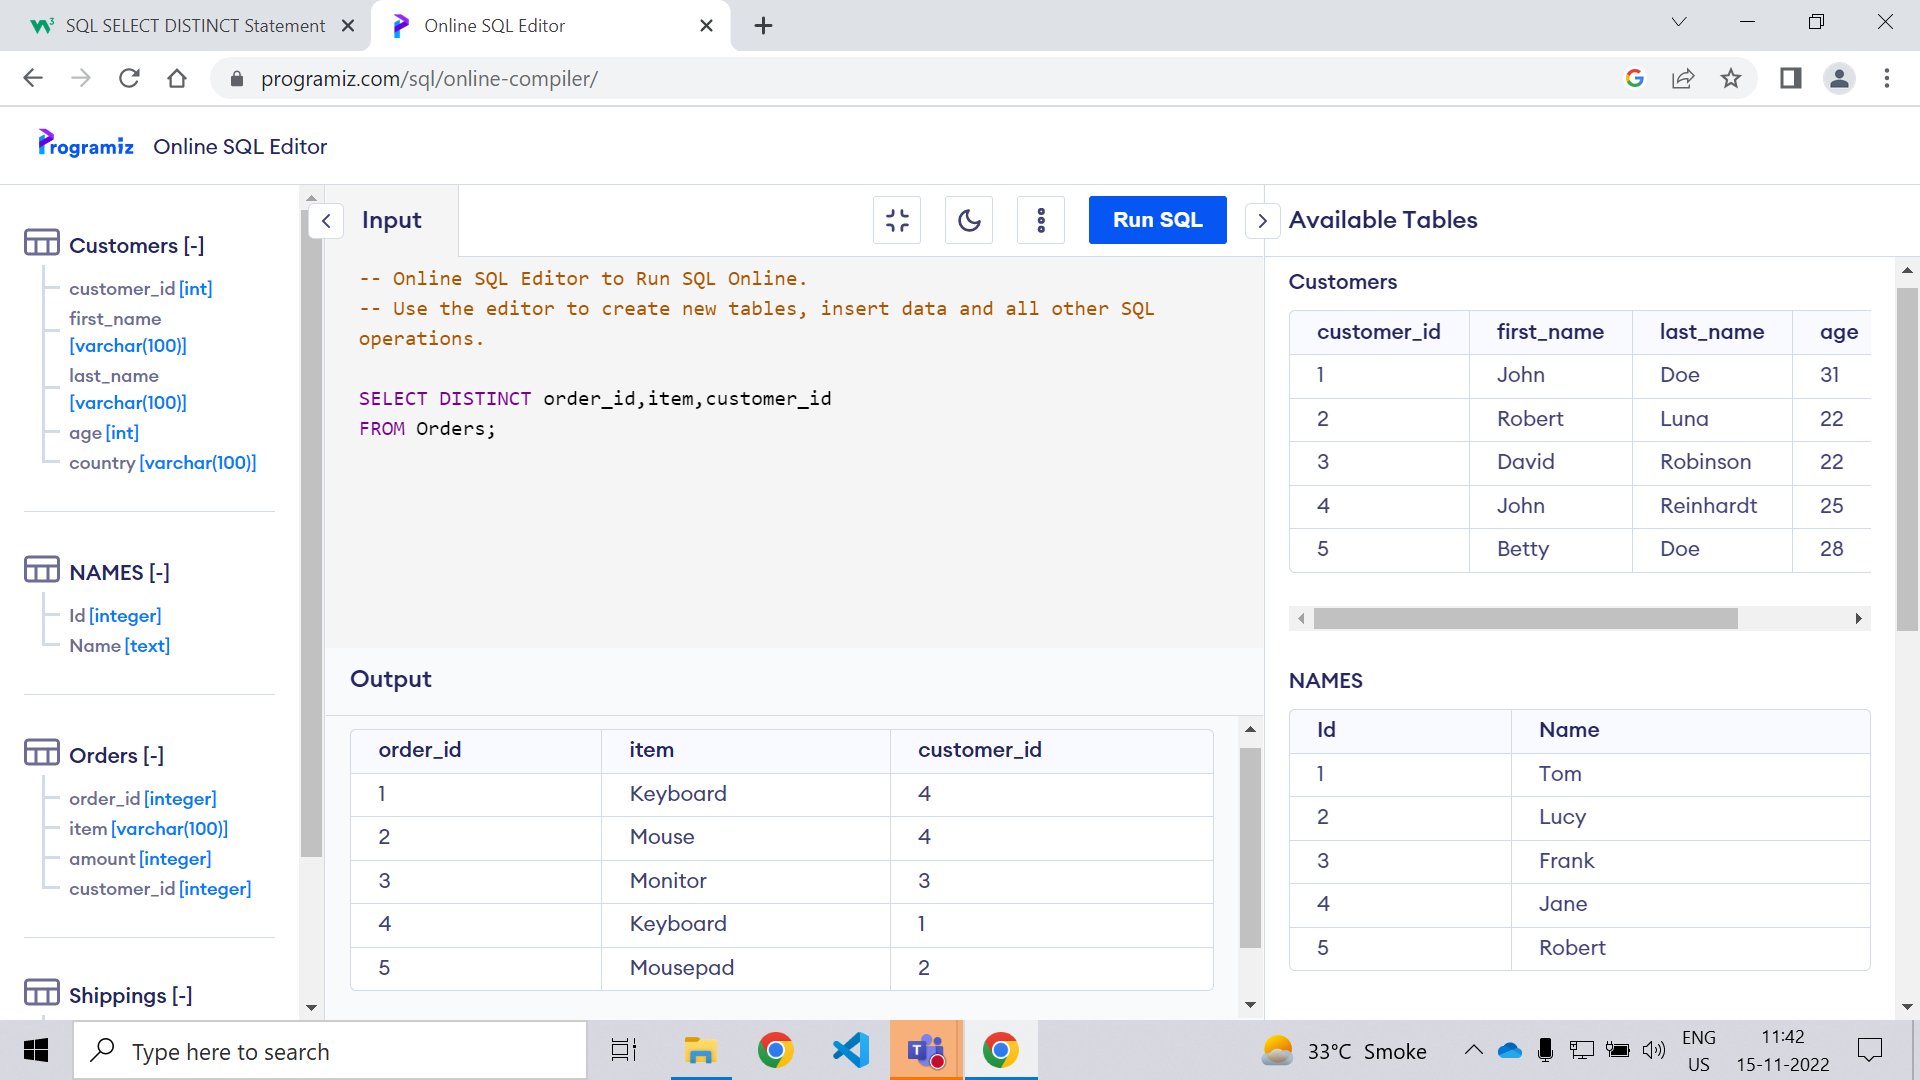 SQL SELECT DISTINCT Statement
Online SQL Editor
programiz.com/sql/online-compiler/
Programiz
Online SQL Editor
Customers [-]
customer_id [int]
first_name
[varchar(100)]
last_name
[varchar(100)]
age [int]
country [varchar(100)]
NAMES [-]
Id [integer]
Name [text]
Orders [-]
order_id [integer]
item [varchar(100)]
amount [integer]
customer_id [integer]
Shippings [-]
Input
Run SQL
-- Online SQL Editor to Run SQL Online.
-- Use the editor to create new tables, insert data and all other SQL
operations.
SELECT DISTINCT order_id,item,customer_id
FROM Orders;
Output
order_id item customer_id
1 Keyboard 4
2 Mouse 4
3 Monitor 3
4 Keyboard 1
5 Mousepad 2
Available Tables
Customers
customer_id first_name last_name age
1 John Doe 31
2 Robert Luna 22
3 David Robinson 22
4 John Reinhardt 25
5 Betty Doe 28
NAMES
Id Name
1 Tom
2 Lucy
3 Frank
4 Jane
5 Robert
Type here to search
33°C Smoke
ENG
US
11:42
15-11-2022